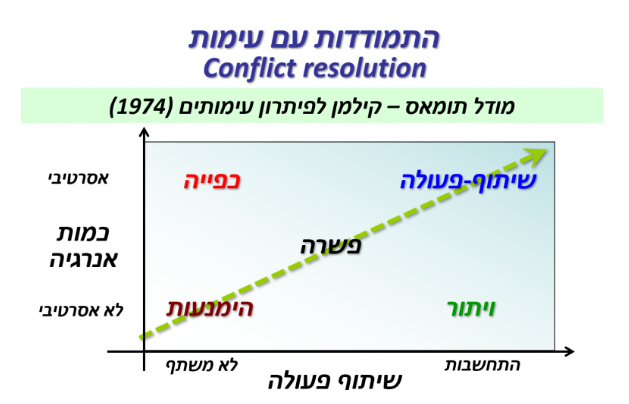 התמודדות עם עימות
Conflict resolution
מודל תומאס – קילמן לפיתרון עימותים (1974)
אסרטיבי
כפייה
שיתוף-פעולה
כמות
אנרגיה
פשרה
לא אסרטיבי
הימנעות
ויתור
לא משתף
התחשבות
שיתוף פעולה